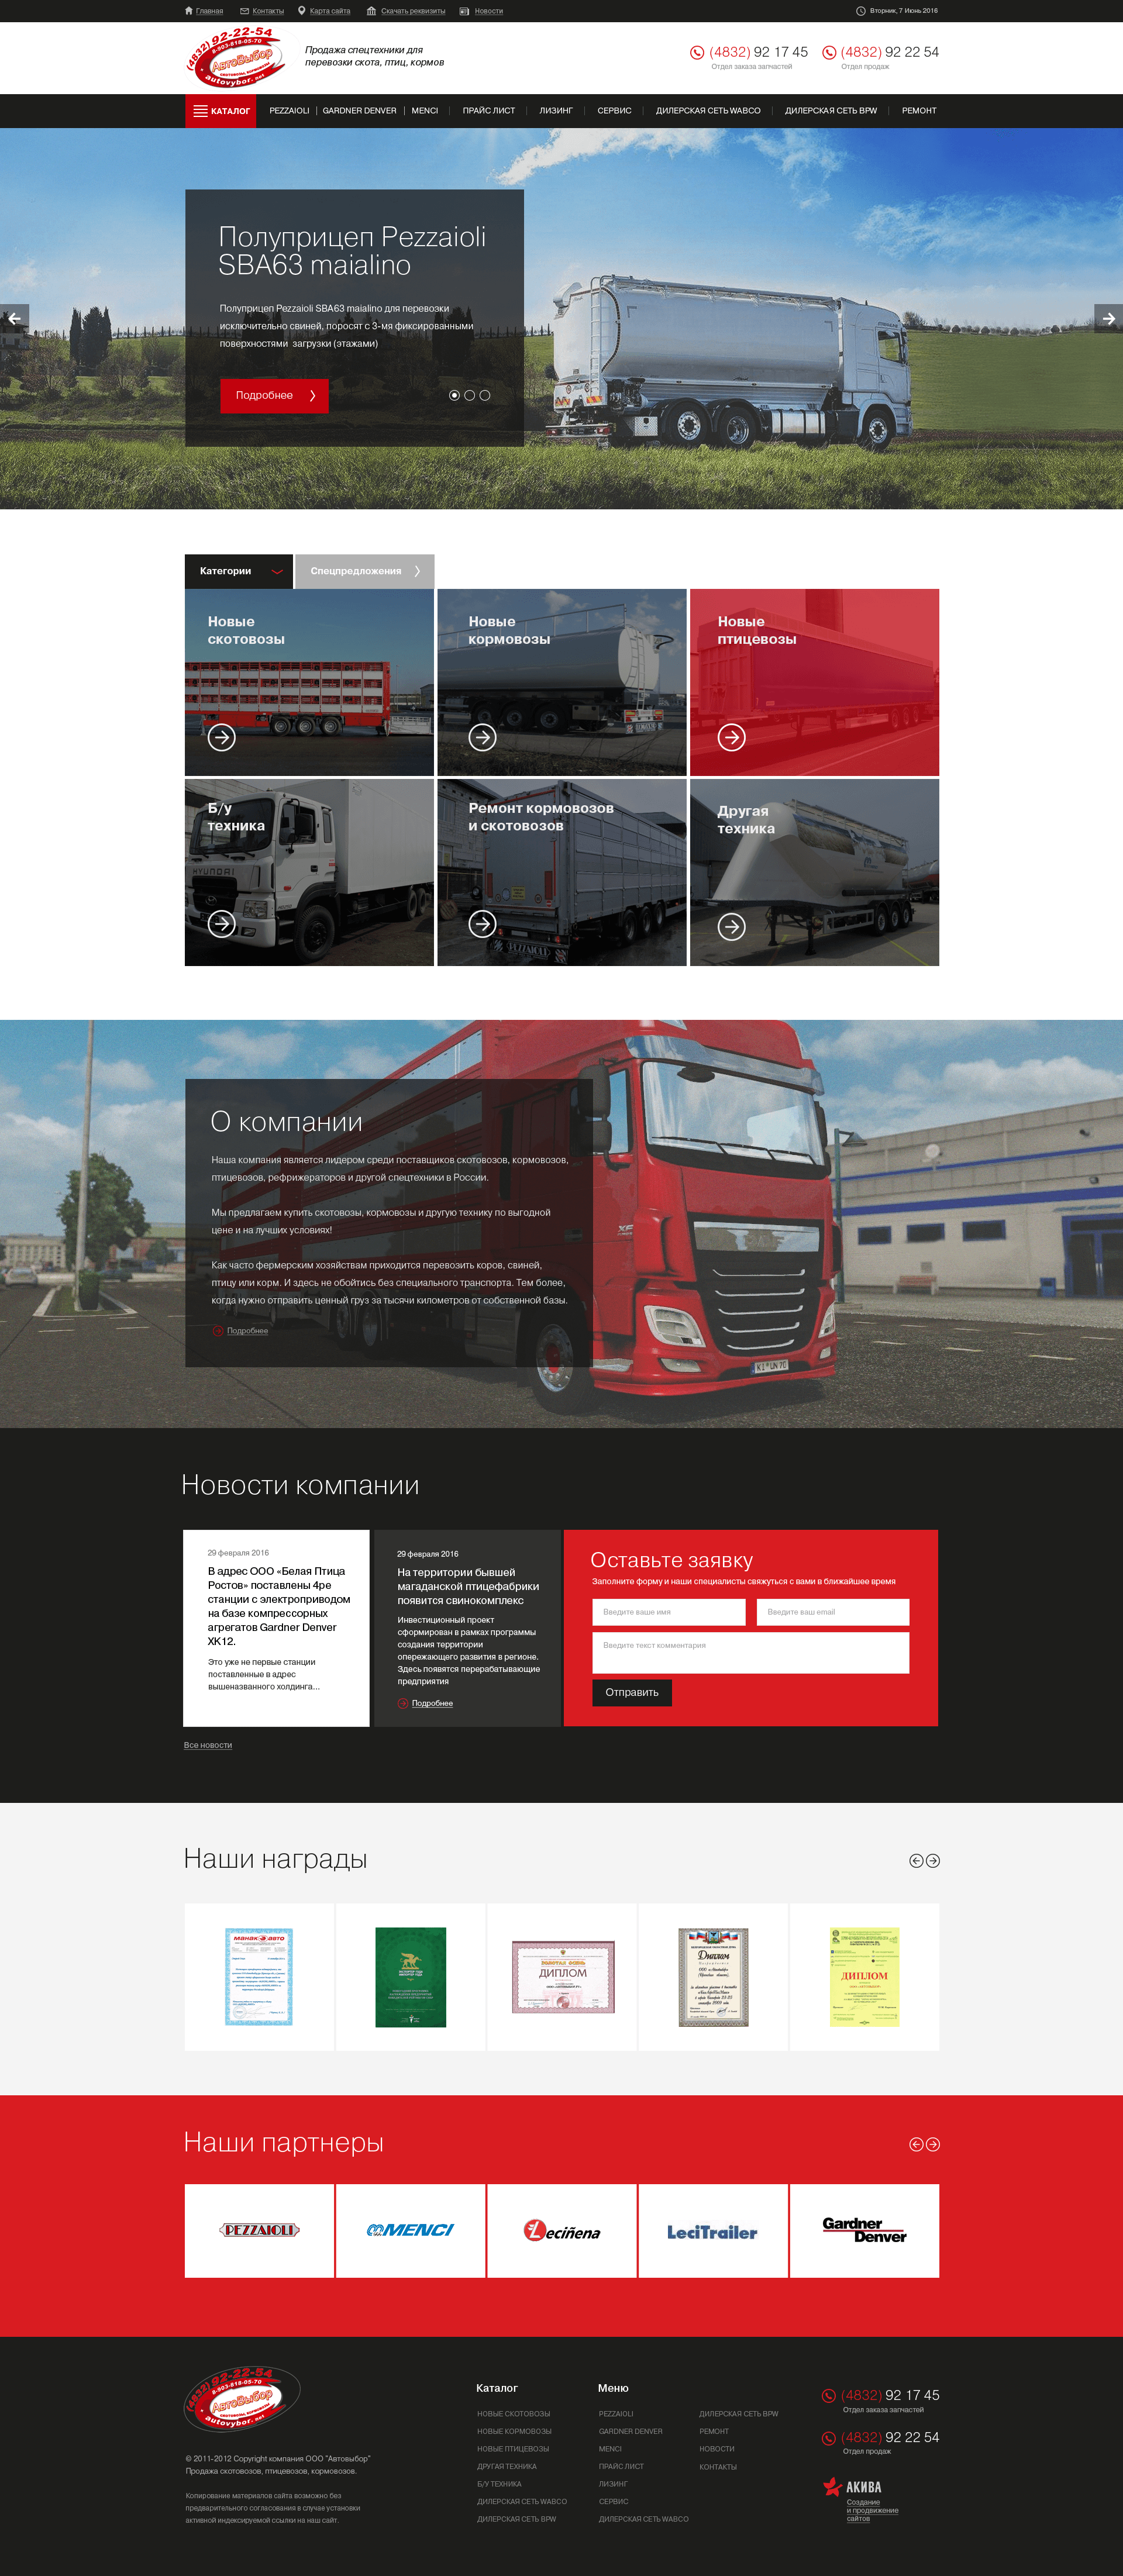 Главная Контакты Карта сайта Скачать реквизиты Новости Вторник, 7 Июнь 2016
(4832) 92-22-54
8-903-818-05-70
АвтоВыбор
autovybor.net
Продажа спецтехники для
перевозки скота, птиц, кормов
(4832) 92 17 45
Отдел заказа запчастей
(4832) 92 22 54
Отдел продаж
КАТАЛОГ PEZZAIOLI GARDNER DENVER MENCI ПРАЙС ЛИСТ ЛИЗИНГ СЕРВИС ДИЛЕРСКАЯ СЕТЬ WABCO ДИЛЕРСКАЯ СЕТЬ BPW РЕМОНТ
Полуприцеп Pezzaioli
SBA63 maialino
Полуприцеп Pezzaioli SBA63 maialino для перевозки
исключительно свиней, поросят с 3-мя фиксированными
поверхностями загрузки (этажами)
Подробнее
Категории Спецпредложения
Новые
скотовозы
Новые
кормовозы
Новые
птицевозы
Б/у
техника
HYUNDAI
Ремонт кормовозов
и скотовозов
PEZZAIOLI
Другая
техника
О компании
Наша компания является лидером среди поставщих скотовозов, кормовозов,
птицевозов, рефрижераторов и другой спецтехники в России.
Мы предлагаем купить скотовозы, кормовозы и другую технику по выгодной
цене и на лучших условиях!
Как часто фермерским хозяйствам приходится перевозить коров, свиней,
птицу или корм. И здесь не обойтись без специального транспорта. Тем более,
когда нужно отправить ценный груз за тысячи километров от собственной базы.
Подробнее
XF
Новости компании
29 февраля 2016
В адрес ООО «Белая Птица
Ростов» поставлены 4ре
станции с электроприводом
на базе компрессорных
агрегатов Gardner Denver
XK12.
Это уже не первые станции
поставленные в адрес
вышеназванного холдинга...
29 февраля 2016
На территории бывшей
магаданской птицефабрики
появится свинокомплекс
Инвестиционный проект
сформирован в рамках программы
создания территории
опережающего развития в регионе.
Здесь появятся перерабатывающие
предприятия
Подробнее
Оставьте заявку
Заполните форму и наши специалисты свяжуться с вами в ближайшее время
Введите ваше имя Введите ваш email
Введите текст комментария
Отправить
Все новости
Наши награды
МАНАК АВТО
ДИПЛОМ
Диплом
ДИПЛОМ
Наши партнеры
PEZZAIOLI
MENCI
Leciñena
LeciTrailer
Gardner
Denver
(4832) 92-22-54
8-903-818-05-70
АвтоВыбор
autovybor.net
© 2011-2012 Copyright компания ООО "Автовыбор"
Продажа скотовозов, птицевозов, кормовозов.
Копирование материалов сайта возможно без
предварительного согласования в случае установки
активной индексируемой ссылки на наш сайт.
Каталог
НОВЫЕ СКОТОВОЗЫ
НОВЫЕ КОРМОВОЗЫ
НОВЫЕ ПТИЦЕВОЗЫ
ДРУГАЯ ТЕХНИКА
Б/У ТЕХНИКА
ДИЛЕРСКАЯ СЕТЬ WABCO
ДИЛЕРСКАЯ СЕТЬ BPW
Меню
PEZZAIOLI
GARDNER DENVER
MENCI
ПРАЙС ЛИСТ
ЛИЗИНГ
СЕРВИС
ДИЛЕРСКАЯ СЕТЬ WABCO
ДИЛЕРСКАЯ СЕТЬ BPW
РЕМОНТ
НОВОСТИ
КОНТАКТЫ
(4832) 92 17 45
Отдел заказа запчастей
(4832) 92 22 54
Отдел продаж
АКИВА
Создание
и продвижение
сайтов